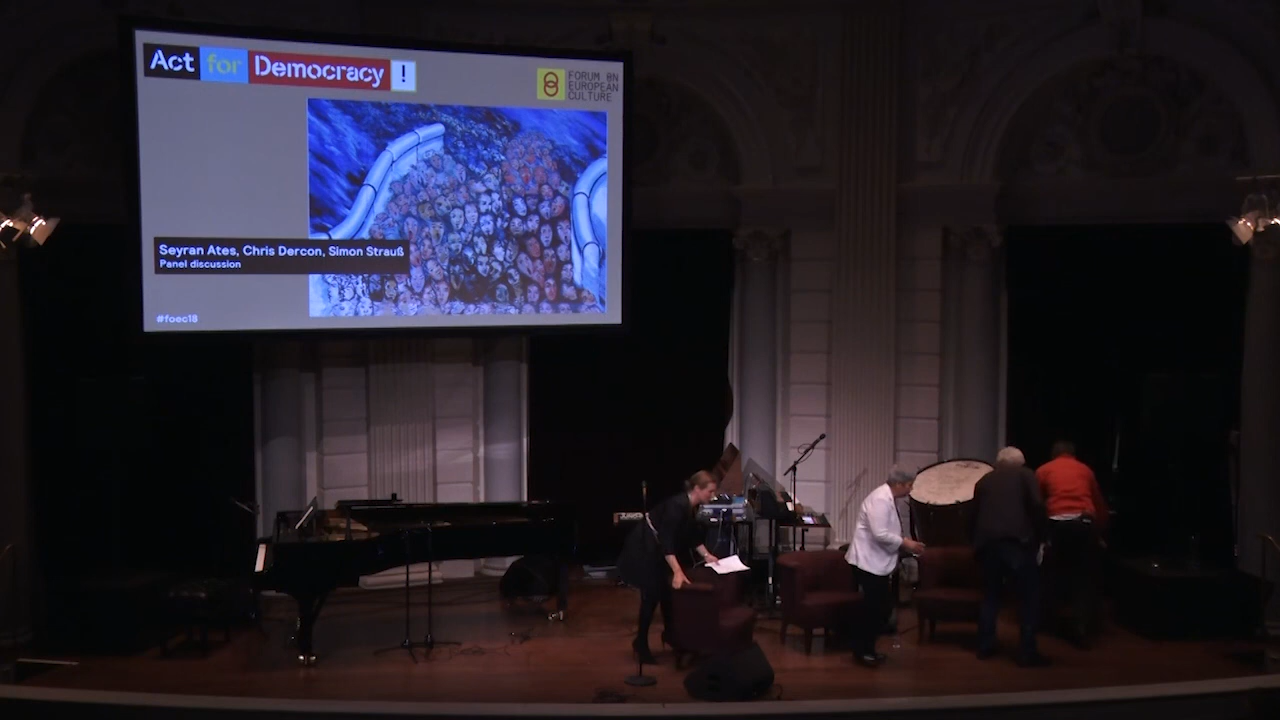 Act for Democracy!
FORUM ON
EUROPEAN
CULTURE
Seyran Ates, Chris Dercon, Simon Strauß
Panel discussion
#foec18